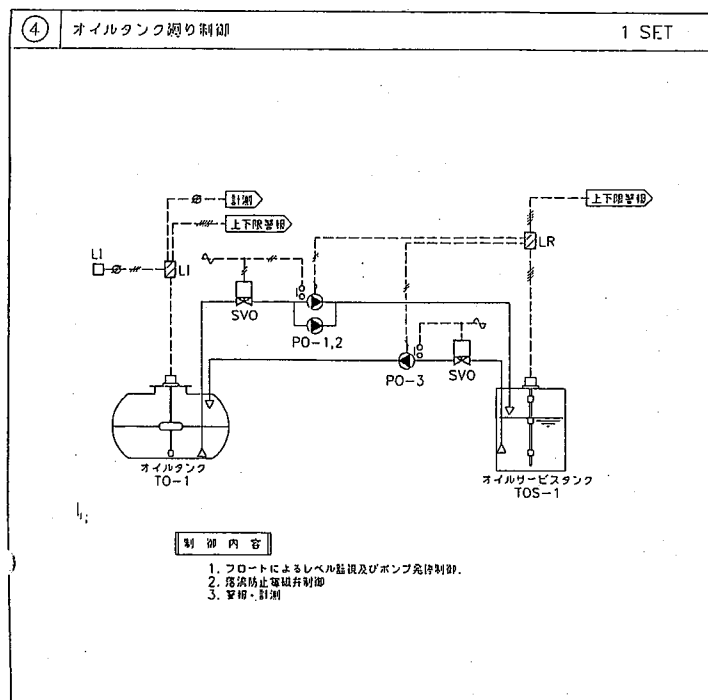 4 オイルタンク廻り制御 1 SET
計測
上下限警報
上下限警報
LI
LI
LR
SVO
PO-1,2
PO-3
SVO
オイルタンク
TO-1
オイルサービスタンク
TOS-1
制御内容
1. フロートによるレベル監視及びポンプ発停制御.
2. 落流防止電磁弁制御
3. 警報・計測